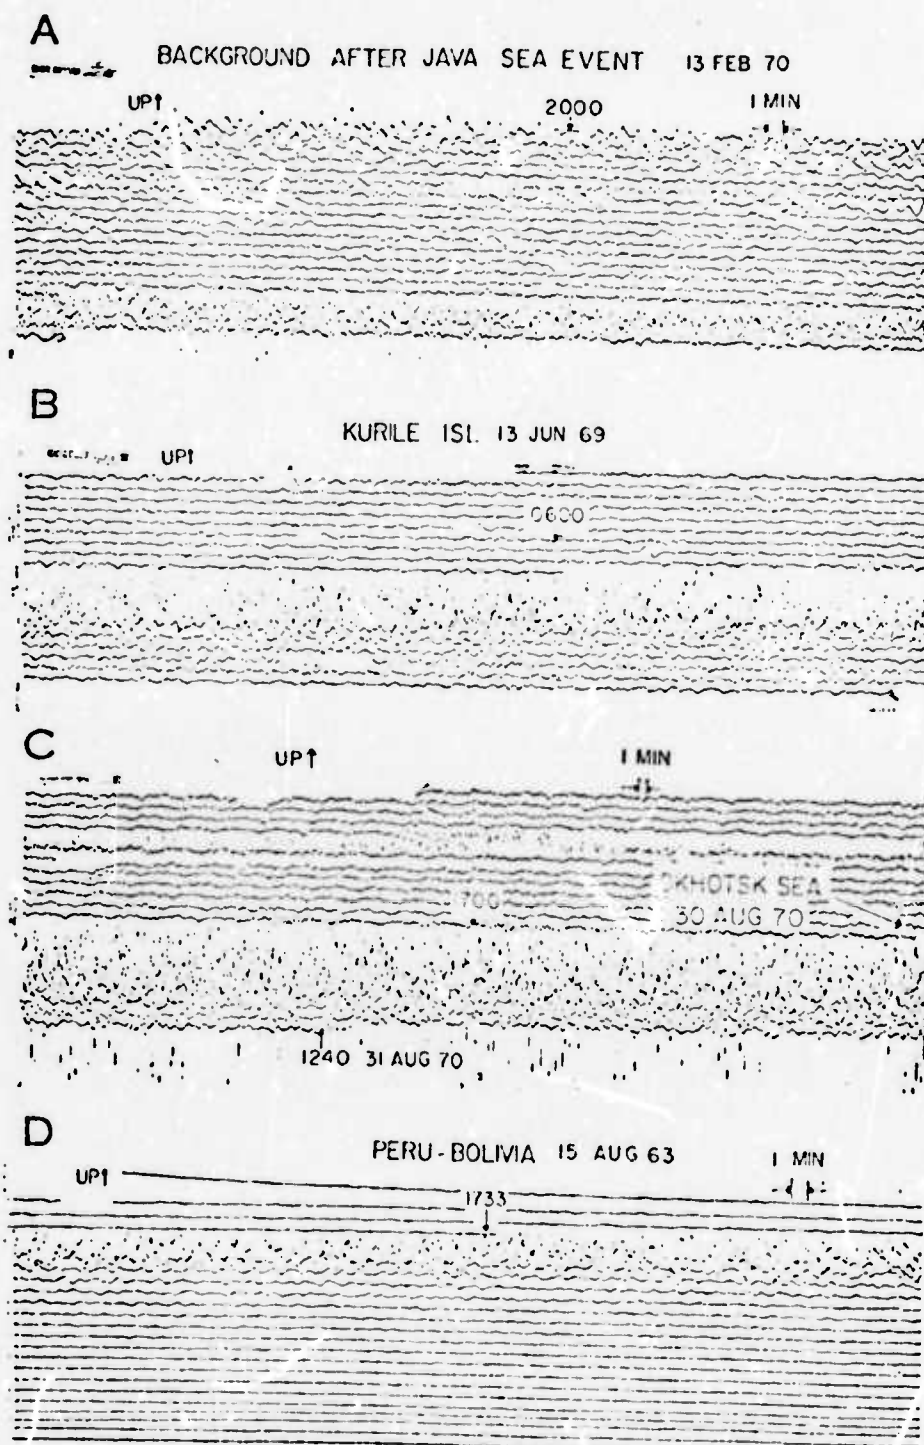 A
BACKGROUND AFTER JAVA SEA EVENT 13 FEB 70
UP↑ 2000 1 MIN
B
KURILE ISL. 13 JUN 69
UP↑
0600
C
UP↑ 1 MIN
OKHOTSK SEA
700 30 AUG 70
1240 31 AUG 70
D
PERU-BOLIVIA 15 AUG 63 1 MIN
UP↑
1733